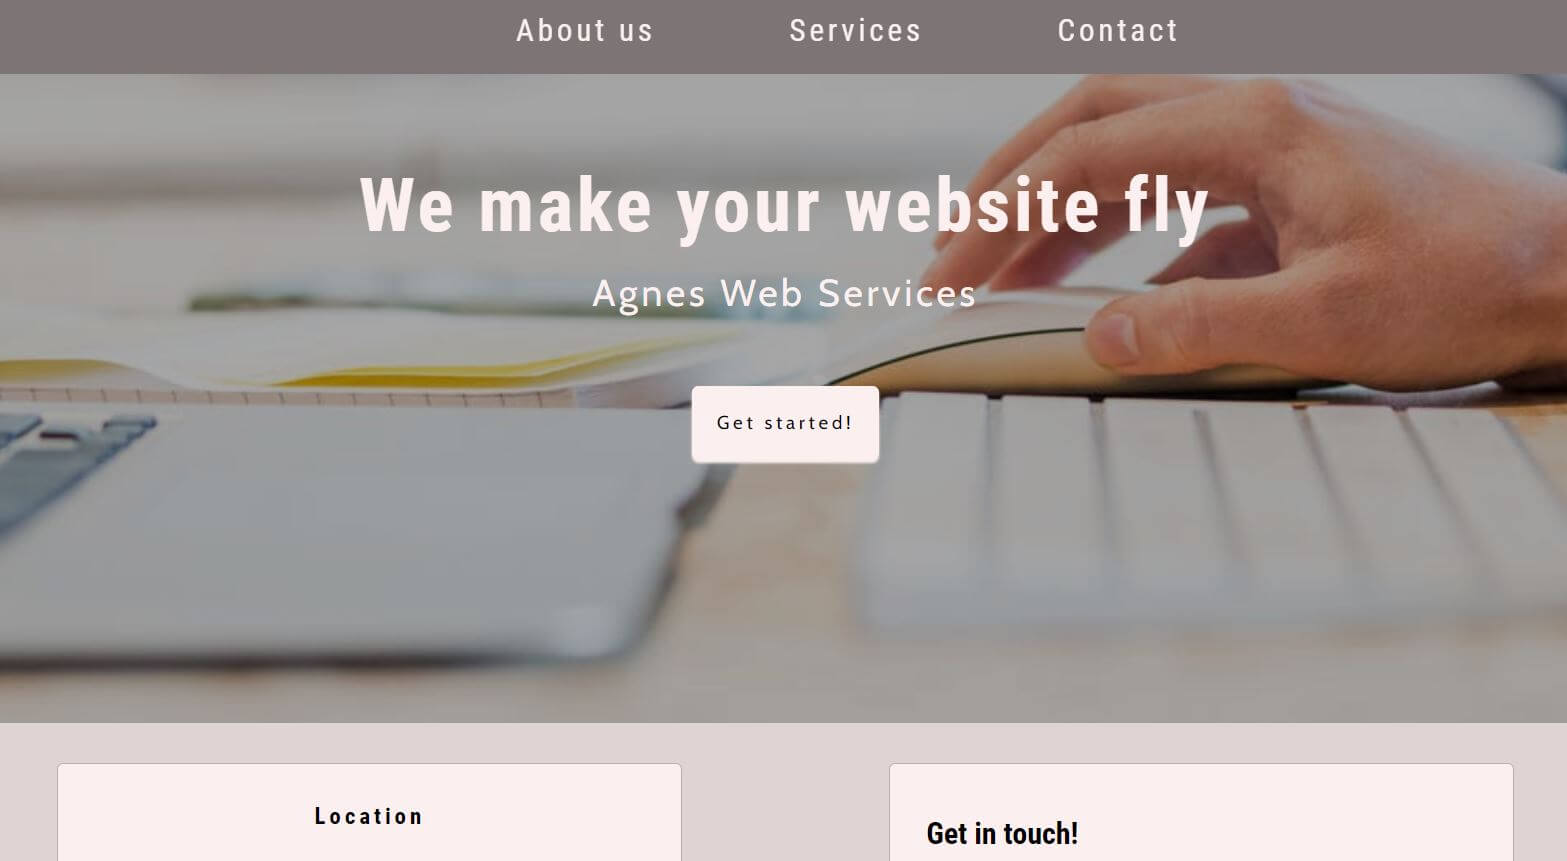 About us Services Contact
We make your website fly
Agnes Web Services
Get started!
Location
Get in touch!